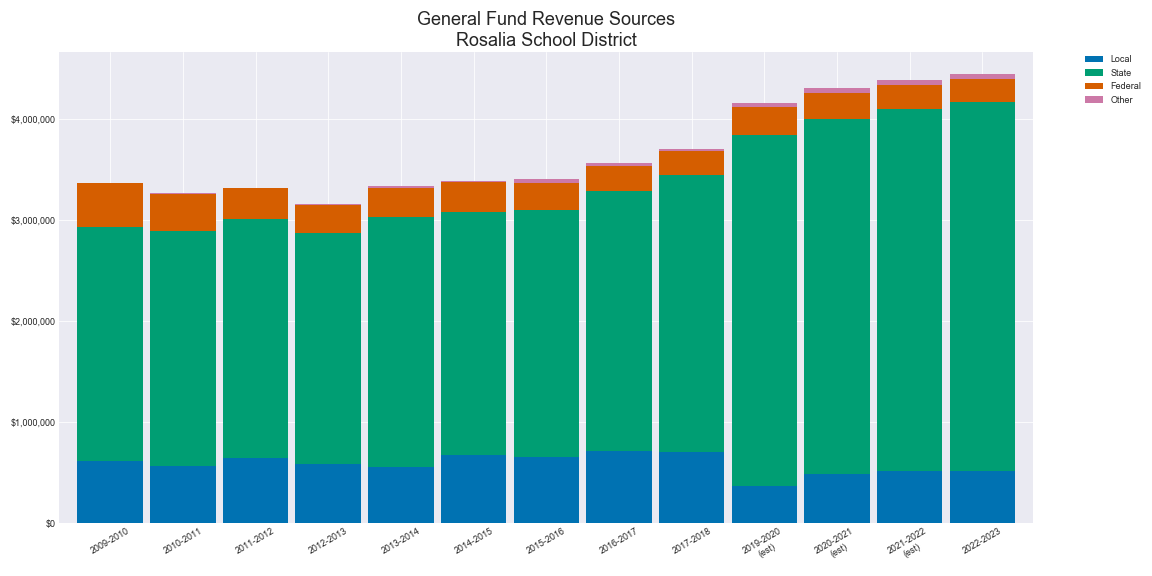 General Fund Revenue Sources
Rosalia School District
Local
State
Federal
Other
$4,000,000
$3,000,000
$2,000,000
$1,000,000
$0
2009-2010
2010-2011
2011-2012
2012-2013
2013-2014
2014-2015
2015-2016
2016-2017
2017-2018
2019-2020
(est)
2020-2021
(est)
2021-2022
(est)
2022-2023